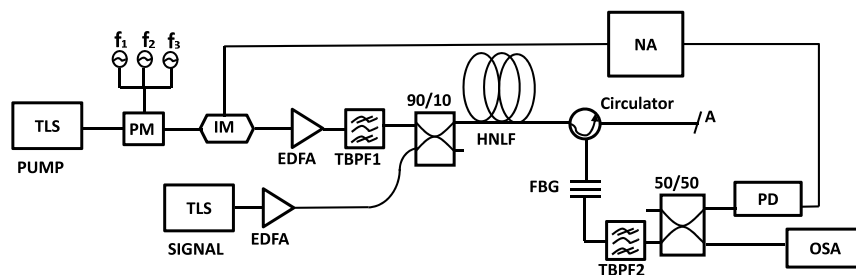 f1 f2 f3
NA
TLS
PM
IM
90/10
Circulator
A
PUMP
EDFA
TBPF1
HNLF
TLS
FBG
50/50
PD
SIGNAL
EDFA
TBPF2
OSA